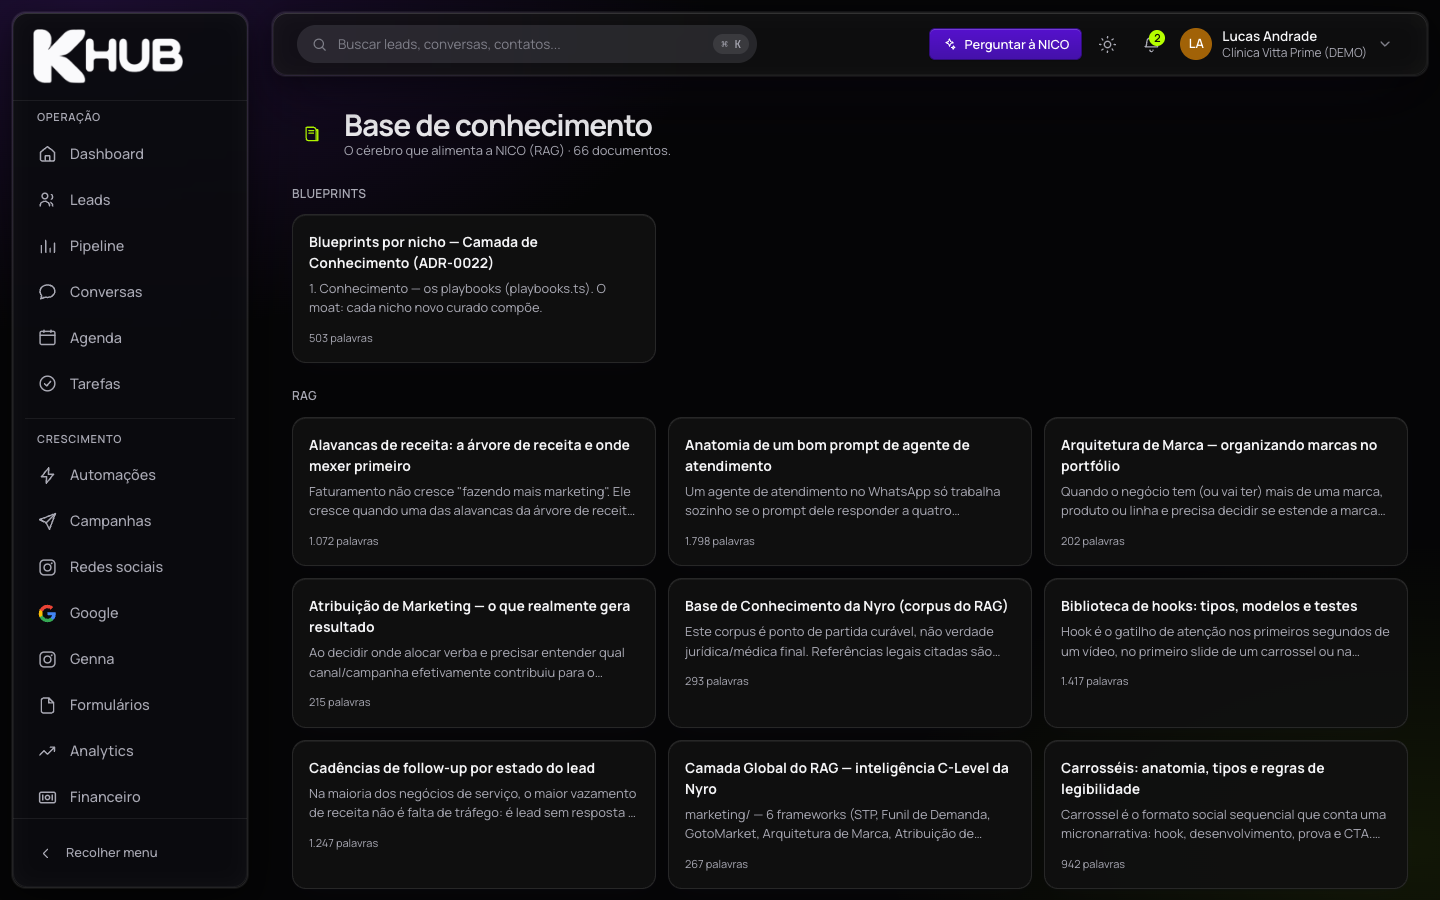 KHUB
Buscar leads, conversas, contatos...
⌘ K
Perguntar à NICO
2
LA
Lucas Andrade
Clínica Vitta Prime (DEMO)
OPERAÇÃO
Dashboard
Leads
Pipeline
Conversas
Agenda
Tarefas
CRESCIMENTO
Automações
Campanhas
Redes sociais
Google
Genna
Formulários
Analytics
Financeiro
Recolher menu
Base de conhecimento
O cérebro que alimenta a NICO (RAG) · 66 documentos.
BLUEPRINTS
Blueprints por nicho — Camada de
Conhecimento (ADR-0022)
1. Conhecimento — os playbooks (playbooks.ts). O
moat: cada nicho novo curado compõe.
503 palavras
RAG
Alavancas de receita: a árvore de receita e onde
mexer primeiro
Faturamento não cresce "fazendo mais marketing". Ele
cresce quando uma das alavancas da árvore de receit…
1.072 palavras
Anatomia de um bom prompt de agente de
atendimento
Um agente de atendimento no WhatsApp só trabalha
sozinho se o prompt dele responder a quatro…
1.798 palavras
Arquitetura de Marca — organizando marcas no
portfólio
Quando o negócio tem (ou vai ter) mais de uma marca,
produto ou linha e precisa decidir se estende a marca…
202 palavras
Atribuição de Marketing — o que realmente gera
resultado
Ao decidir onde alocar verba e precisar entender qual
canal/campanha efetivamente contribuiu para o…
215 palavras
Base de Conhecimento da Nyro (corpus do RAG)
Este corpus é ponto de partida curável, não verdade
jurídica/médica final. Referências legais citadas são…
293 palavras
Biblioteca de hooks: tipos, modelos e testes
Hook é o gatilho de atenção nos primeiros segundos de
um vídeo, no primeiro slide de um carrossel ou na…
1.417 palavras
Cadências de follow-up por estado do lead
Na maioria dos negócios de serviço, o maior vazamento
de receita não é falta de tráfego: é lead sem resposta …
1.247 palavras
Camada Global do RAG — inteligência C-Level da
Nyro
marketing/ — 6 frameworks (STP, Funil de Demanda,
GotoMarket, Arquitetura de Marca, Atribuição de…
267 palavras
Carrosséis: anatomia, tipos e regras de
legibilidade
Carrossel é o formato social sequencial que conta uma
micronarrativa: hook, desenvolvimento, prova e CTA.…
942 palavras